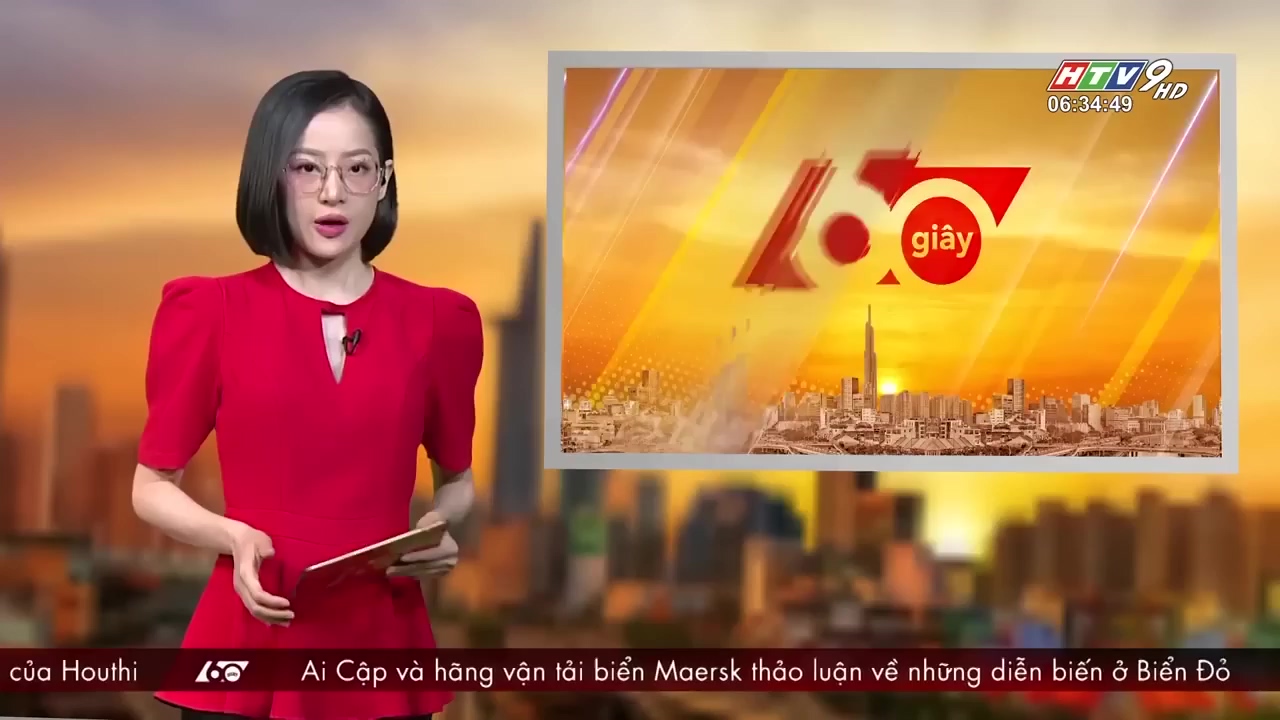 HTV9 HD
06:34:49
60 giây
của Houthi 60 giây Ai Cập và hãng vận tải biển Maersk thảo luận về những diễn biến ở Biển Đỏ